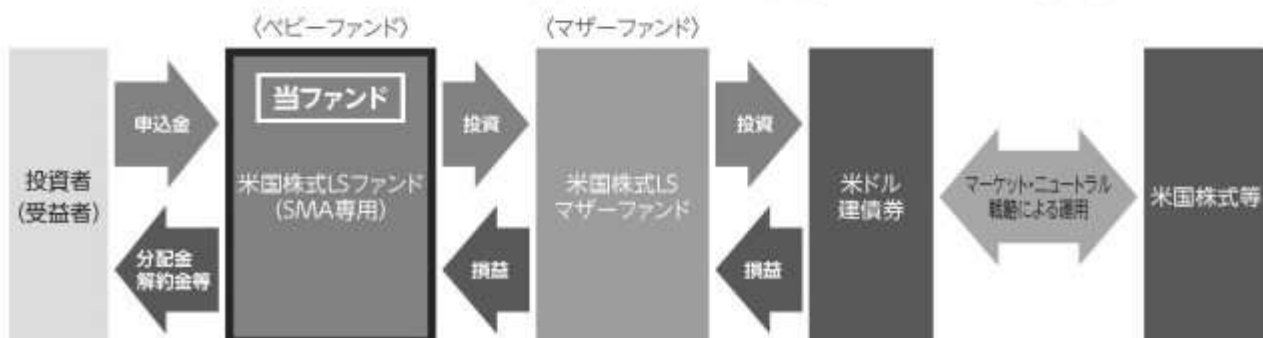 〈ベビーファンド〉
〈マザーファンド〉
投資者
(受益者)
申込金
分配金
解約金等
当ファンド
米国株式LSファンド
(SMA専用)
投資
損益
米国株式LS
マザーファンド
投資
損益
米ドル
建債券
マーケット・ニュートラル
戦略による運用
米国株式等